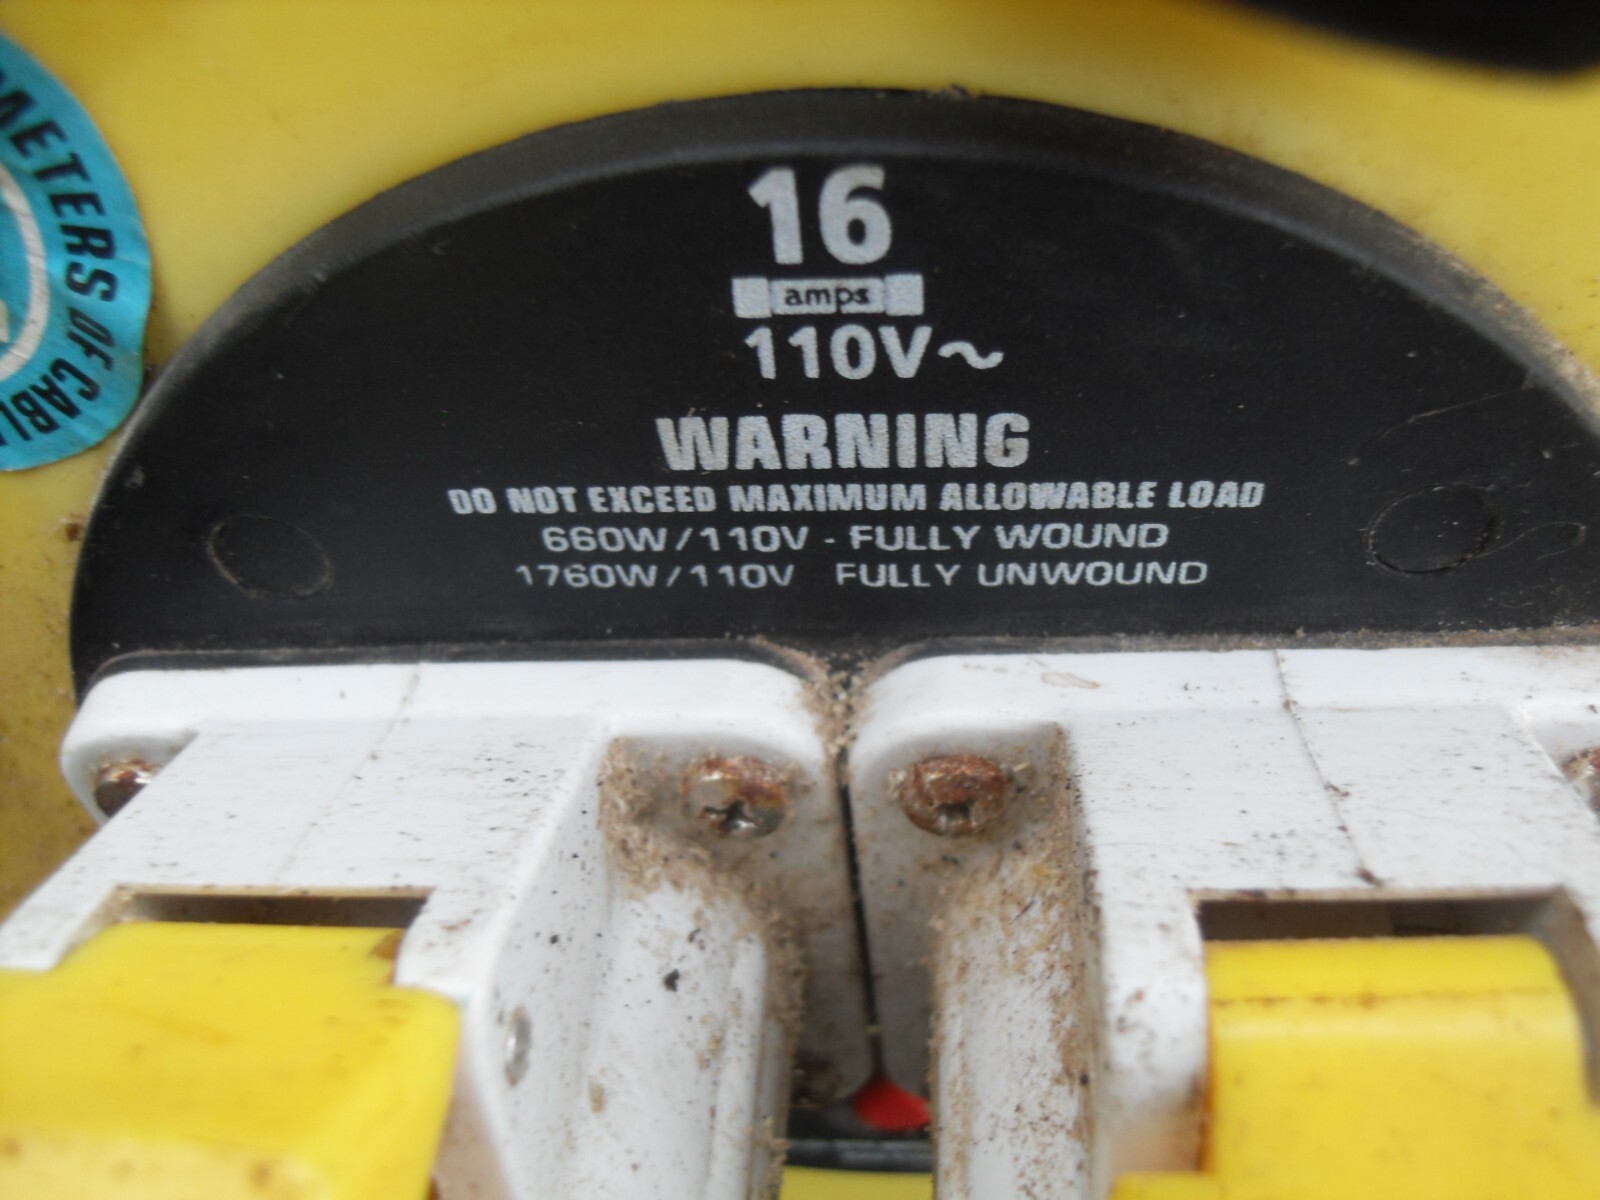 METERS OF CABLE
16
amps
110V~
WARNING
DO NOT EXCEED MAXIMUM ALLOWABLE LOAD
660W/110V - FULLY WOUND
1760W/110V FULLY UNWOUND